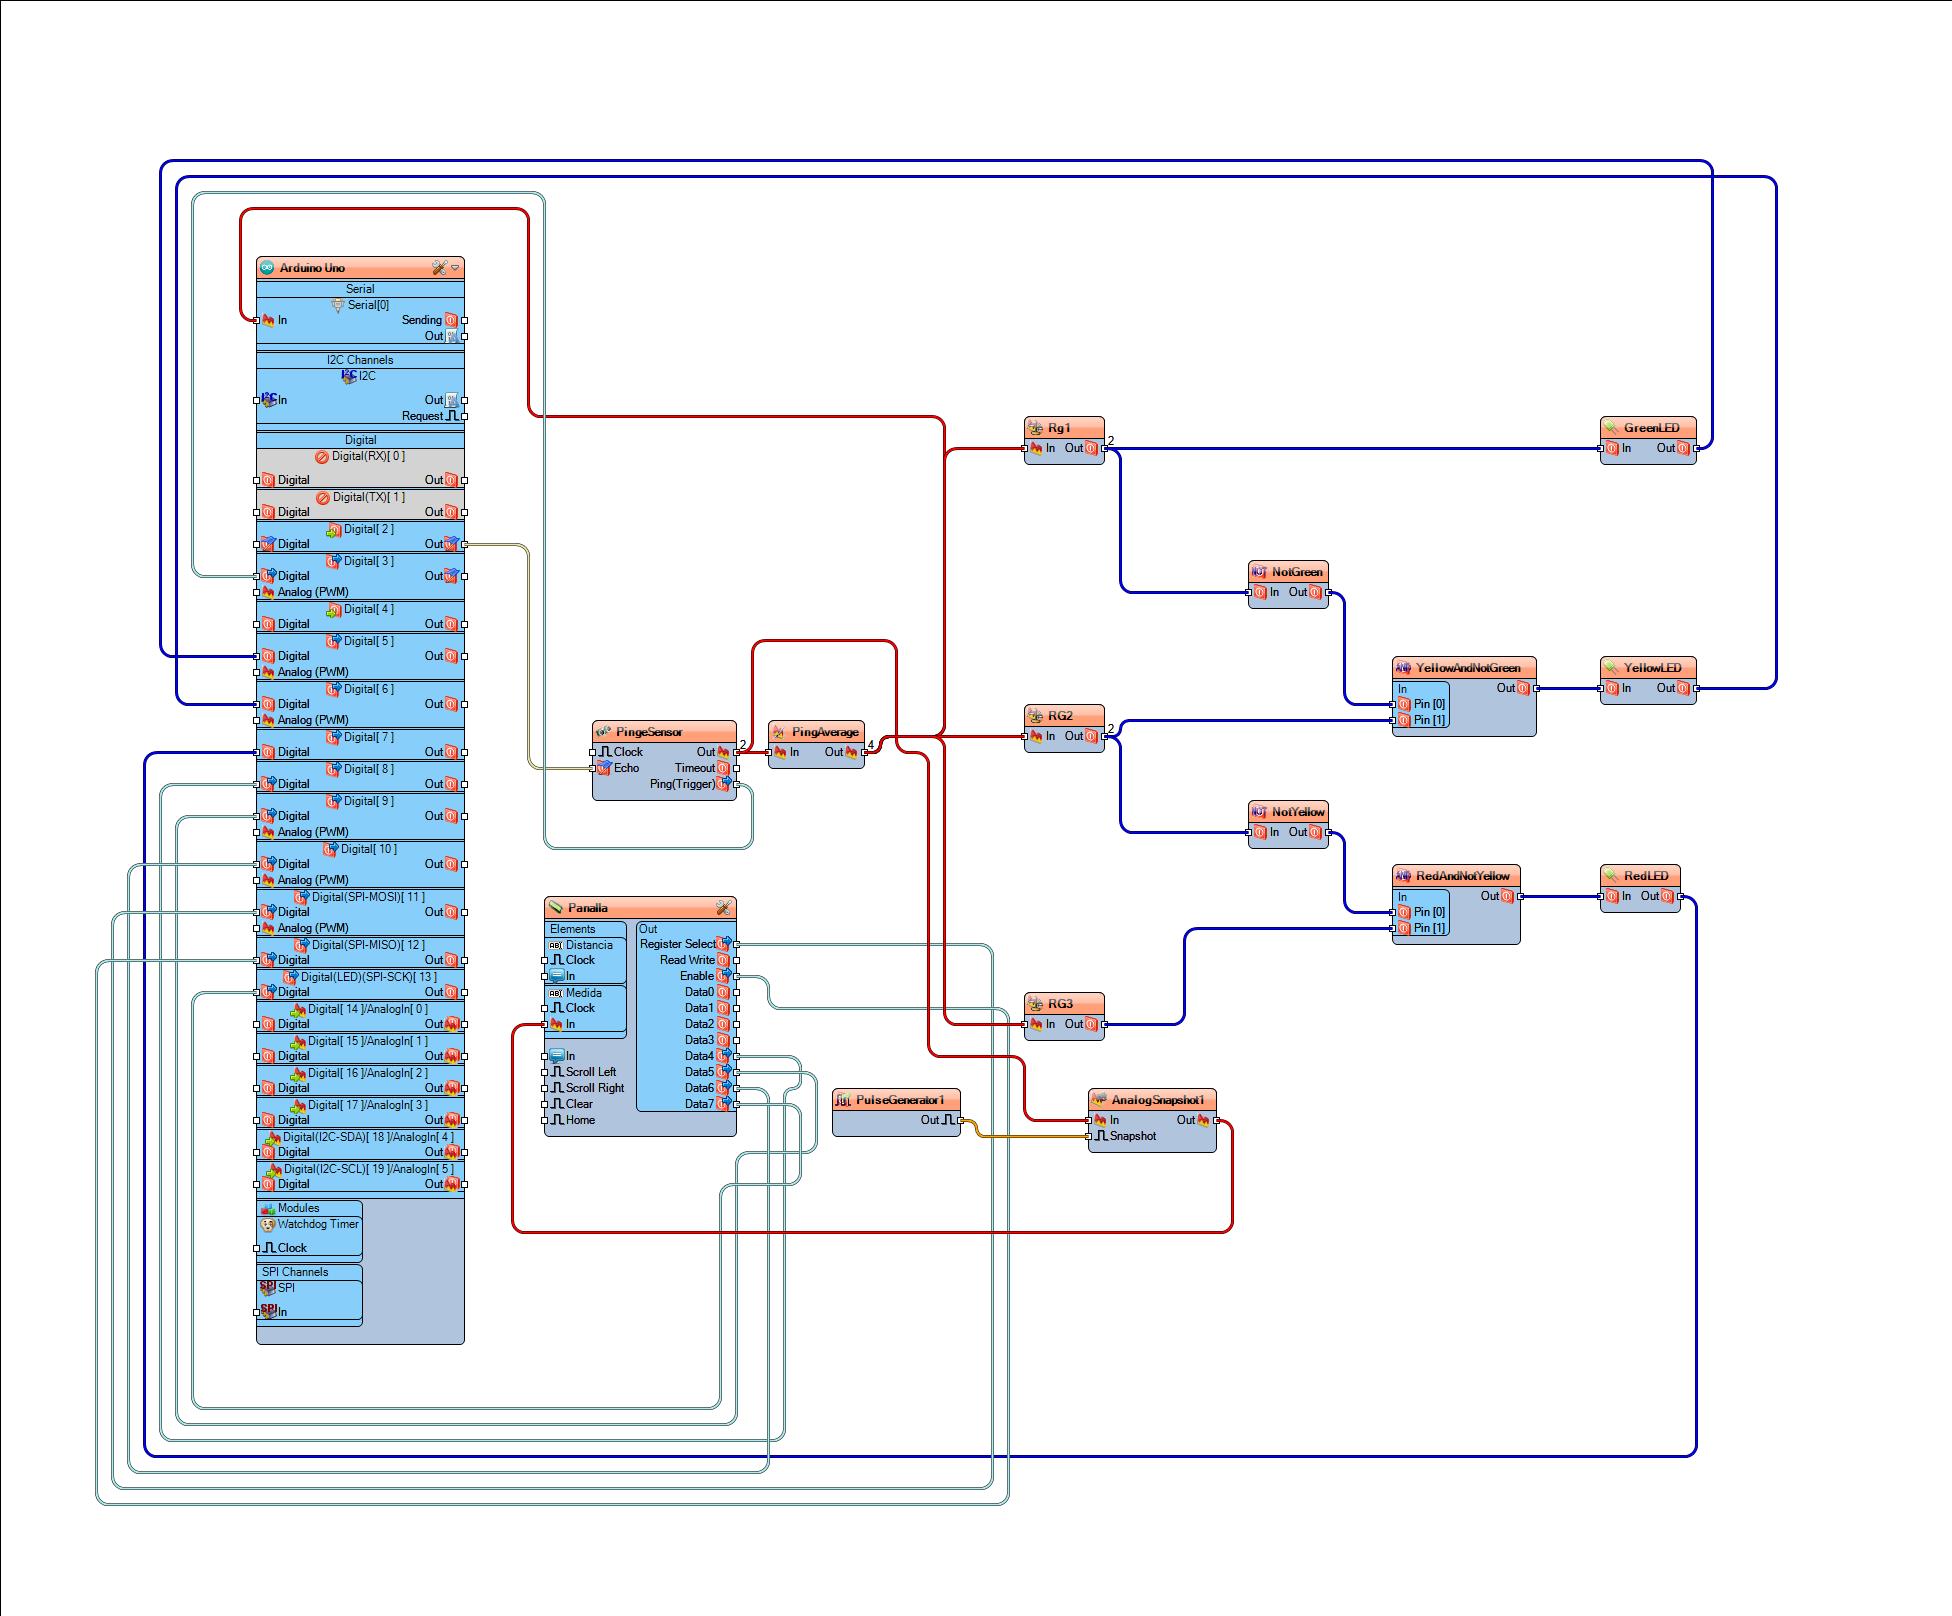 Arduino Uno
Serial
Serial[0]
In Sending
Out
I2C Channels
I2C I2C
I2C In Out
Request
Digital
Digital(RX)[ 0 ]
Digital Out
Digital(TX)[ 1 ]
Digital Out
Digital[ 2 ]
Digital Out
Digital[ 3 ]
Digital Out
Analog (PWM)
Digital[ 4 ]
Digital Out
Digital[ 5 ]
Digital Out
Analog (PWM)
Digital[ 6 ]
Digital Out
Analog (PWM)
Digital[ 7 ]
Digital Out
Digital[ 8 ]
Digital Out
Digital[ 9 ]
Digital Out
Analog (PWM)
Digital[ 10 ]
Digital Out
Analog (PWM)
Digital(SPI-MOSI)[ 11 ]
Digital Out
Analog (PWM)
Digital(SPI-MISO)[ 12 ]
Digital Out
Digital(LED)(SPI-SCK)[ 13 ]
Digital Out
Digital[ 14 ]/AnalogIn[ 0 ]
Digital Out
Digital[ 15 ]/AnalogIn[ 1 ]
Digital Out
Digital[ 16 ]/AnalogIn[ 2 ]
Digital Out
Digital[ 17 ]/AnalogIn[ 3 ]
Digital Out
Digital(I2C-SDA)[ 18 ]/AnalogIn[ 4 ]
Digital Out
Digital(I2C-SCL)[ 19 ]/AnalogIn[ 5 ]
Digital Out
Modules
Watchdog Timer
Clock
SPI Channels
SPI SPI
SPI In
PingeSensor
Clock Out 2
Echo Timeout
Ping(Trigger)
PingAverage
In Out 4
Panalla
Elements
ABC Distancia
Clock
In
ABC Medida
Clock
In
In
Scroll Left
Scroll Right
Clear
Home
Out
Register Select
Read Write
Enable
Data0
Data1
Data2
Data3
Data4
Data5
Data6
Data7
PulseGenerator1
Out
AnalogSnapshot1
In Out
Snapshot
Rg1
In Out 2
RG2
In Out 2
RG3
In Out
NOT NotGreen
In Out
NOT NotYellow
In Out
AND YellowAndNotGreen
In Out
Pin [0]
Pin [1]
AND RedAndNotYellow
In Out
Pin [0]
Pin [1]
GreenLED
In Out
YellowLED
In Out
RedLED
In Out